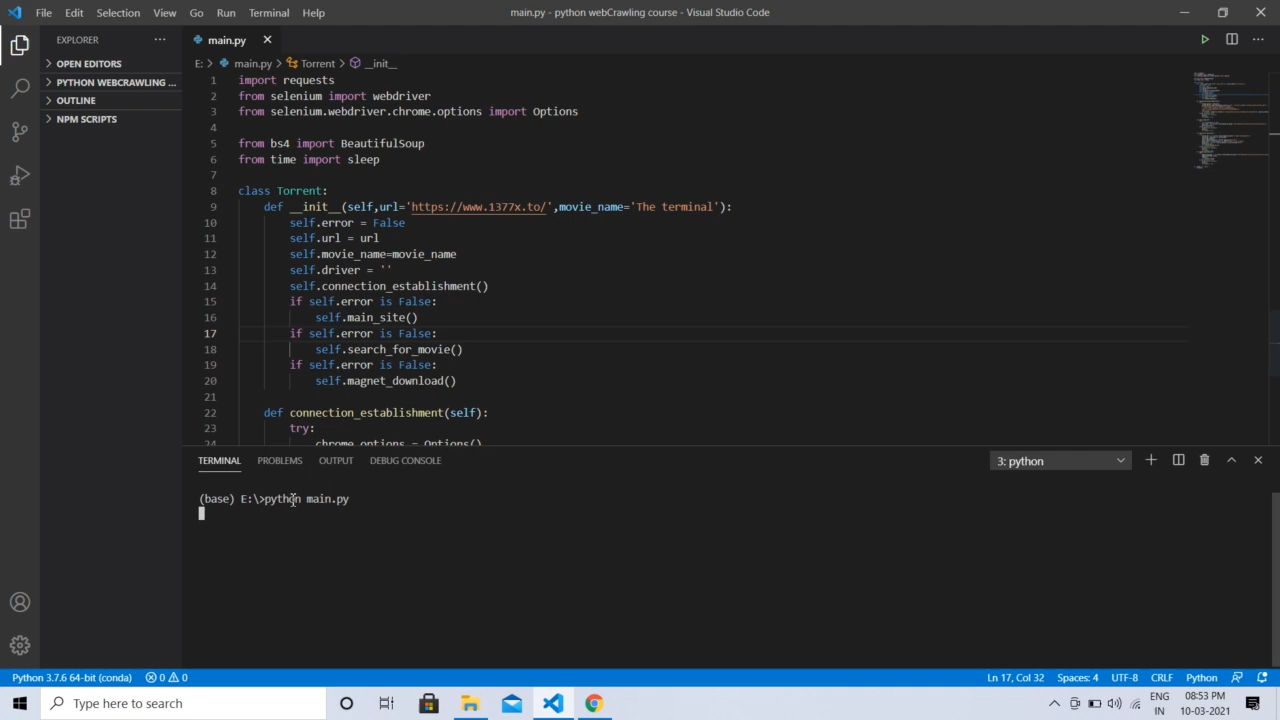 File Edit Selection View Go Run Terminal Help
main.py - python webCrawling course - Visual Studio Code
EXPLORER
OPEN EDITORS
PYTHON WEBCRAWLING ...
OUTLINE
NPM SCRIPTS
main.py
E: > main.py > Torrent > __init__
1 import requests
2 from selenium import webdriver
3 from selenium.webdriver.chrome.options import Options
4
5 from bs4 import BeautifulSoup
6 from time import sleep
7
8 class Torrent:
9 def __init__(self,url='https://www.1377x.to/',movie_name='The terminal'):
10 self.error = False
11 self.url = url
12 self.movie_name=movie_name
13 self.driver = ''
14 self.connection_establishment()
15 if self.error is False:
16 self.main_site()
17 if self.error is False:
18 self.search_for_movie()
19 if self.error is False:
20 self.magnet_download()
21
22 def connection_establishment(self):
23 try:
24 chrome_options = Options()
TERMINAL PROBLEMS OUTPUT DEBUG CONSOLE
3: python
(base) E:\>python main.py
Python 3.7.6 64-bit (conda) 0 0
Ln 17, Col 32 Spaces: 4 UTF-8 CRLF Python
Type here to search
ENG
IN
08:53 PM
10-03-2021